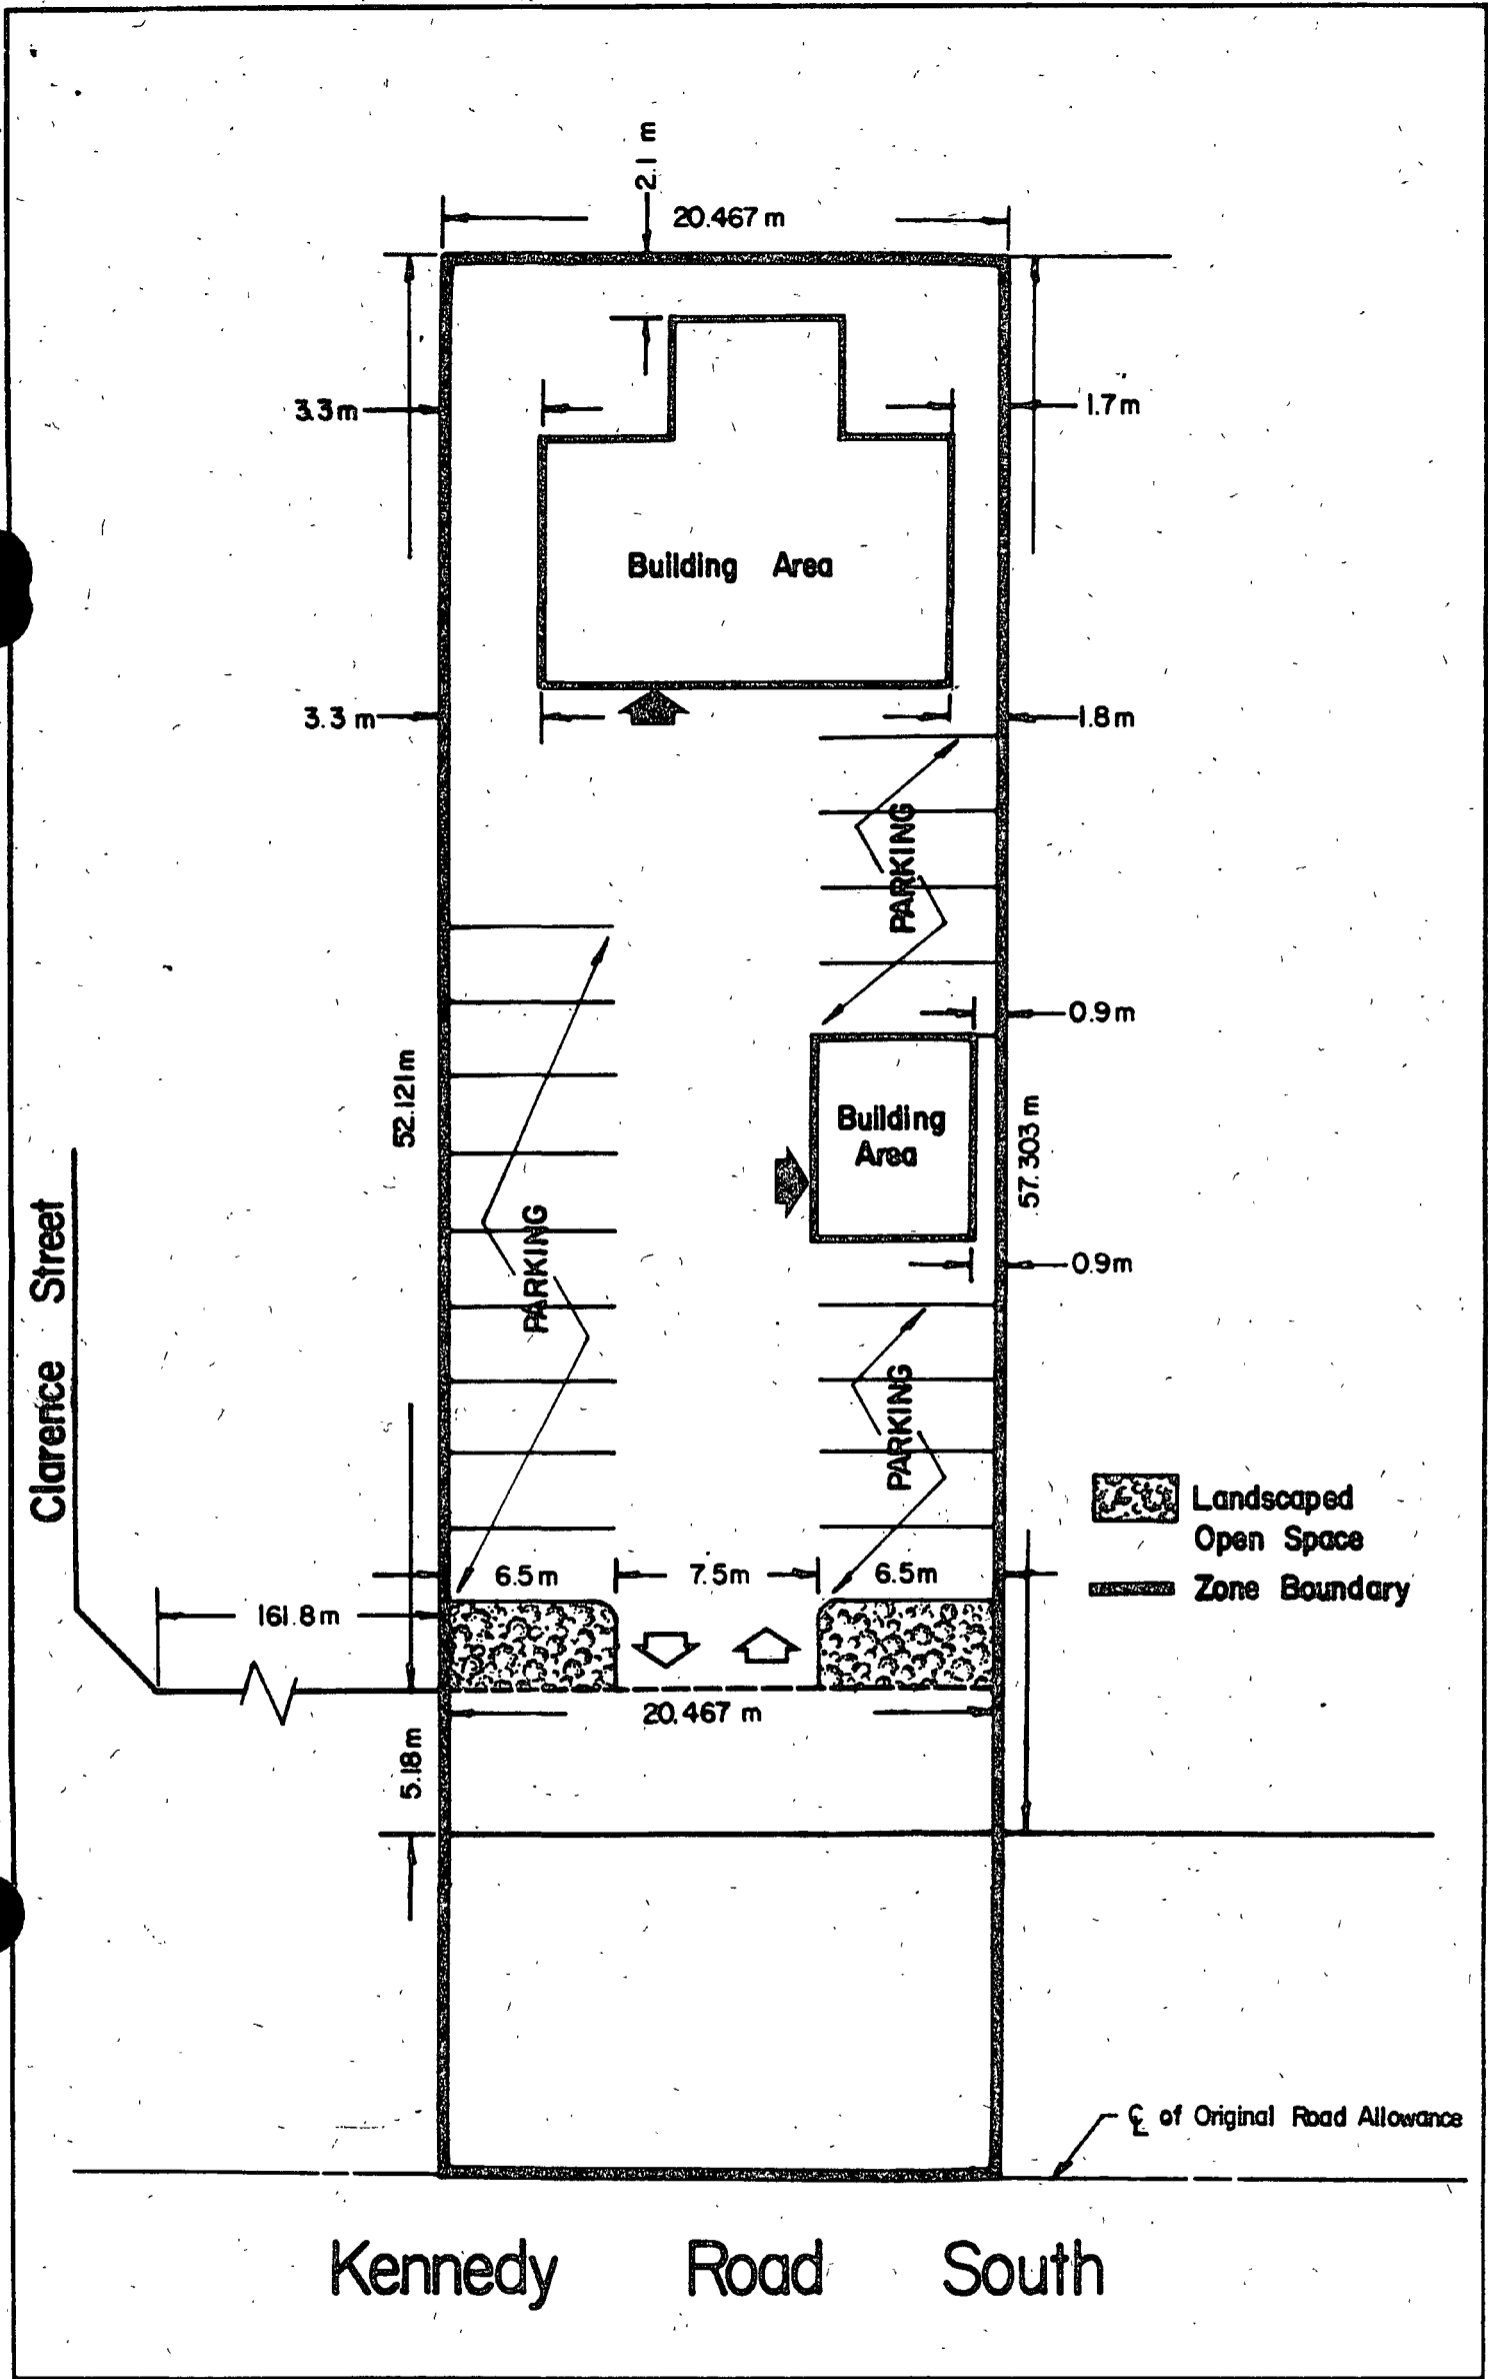 2.1 m
20.467 m
3.3m
1.7m
Building Area
3.3 m
1.8m
PARKING
0.9m
52.121m
Building
Area
57.303 m
Clarence Street
PARKING
0.9m
PARKING
Landscaped
Open Space
6.5m
7.5m
6.5m
Zone Boundary
161.8m
20.467 m
5.18m
℄ of Original Road Allowance
Kennedy Road South